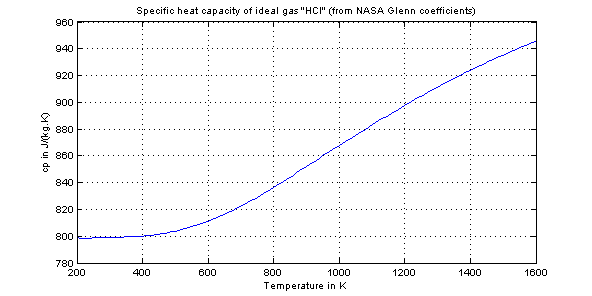 Specific heat capacity of ideal gas "HCl" (from NASA Glenn coefficients)
960
940
920
900
880
860
840
820
800
780
cp in J/(kg.K)
200 400 600 800 1000 1200 1400 1600
Temperature in K